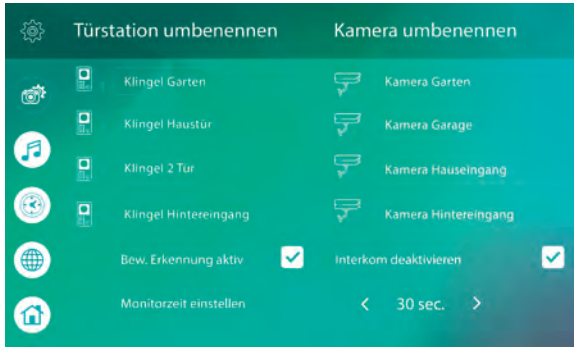 Türstation umbenennen
Kamera umbenennen
Klingel Garten
Kamera Garten
Klingel Haustür
Kamera Garage
Klingel 2 Tür
Kamera Hauseingang
Klingel Hintereingang
Kamera Hintereingang
Bew. Erkennung aktiv
Interkom deaktivieren
Monitorzeit einstellen
< 30 sec. >